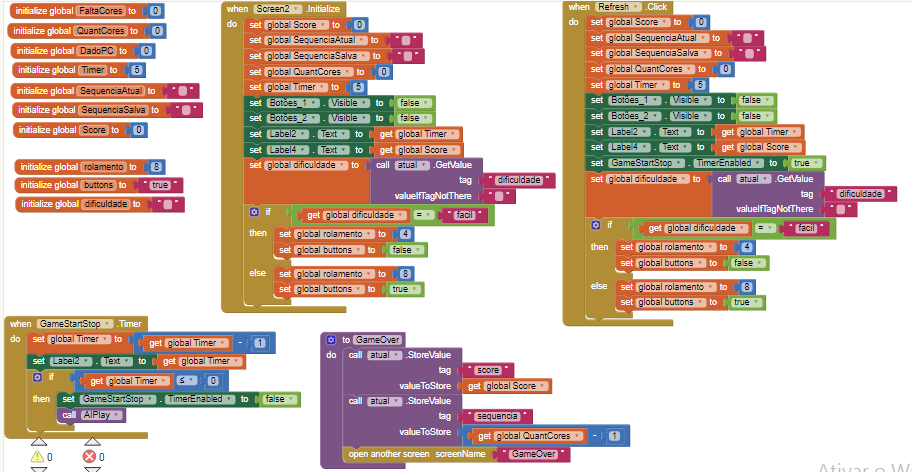 initialize global FaltaCores to 0
initialize global QuantCores to 0
initialize global DadoPC to 0
initialize global Timer to 5
initialize global SequenciaAtual to " "
initialize global SequenciaSalva to " "
initialize global Score to 0
initialize global rolamento to 8
initialize global buttons to " true "
initialize global dificuldade to " "
when Screen2 .Initialize
do set global Score to 0
set global SequenciaAtual to " "
set global SequenciaSalva to " "
set global QuantCores to 0
set global Timer to 5
set Botões_1 . Visible to false
set Botões_2 . Visible to false
set Label2 . Text to get global Timer
set Label4 . Text to get global Score
set global dificuldade to call atual .GetValue
tag " dificuldade "
valueIfTagNotThere " "
if get global dificuldade = " facil "
then set global rolamento to 4
set global buttons to false
else set global rolamento to 8
set global buttons to true
when Refresh .Click
do set global Score to 0
set global SequenciaAtual to " "
set global SequenciaSalva to " "
set global QuantCores to 0
set global Timer to 5
set Botões_1 . Visible to false
set Botões_2 . Visible to false
set Label2 . Text to get global Timer
set Label4 . Text to get global Score
set GameStartStop . TimerEnabled to true
set global dificuldade to call atual .GetValue
tag " dificuldade "
valueIfTagNotThere " "
if get global dificuldade = " facil "
then set global rolamento to 4
set global buttons to false
else set global rolamento to 8
set global buttons to true
when GameStartStop .Timer
do set global Timer to get global Timer - 1
set Label2 . Text to get global Timer
if get global Timer ≤ 0
then set GameStartStop . TimerEnabled to false
call AIPlay
0 0
to GameOver
do call atual .StoreValue
tag " score "
valueToStore get global Score
call atual .StoreValue
tag " sequencia "
valueToStore get global QuantCores - 1
open another screen screenName " GameOver "
Ativar o W